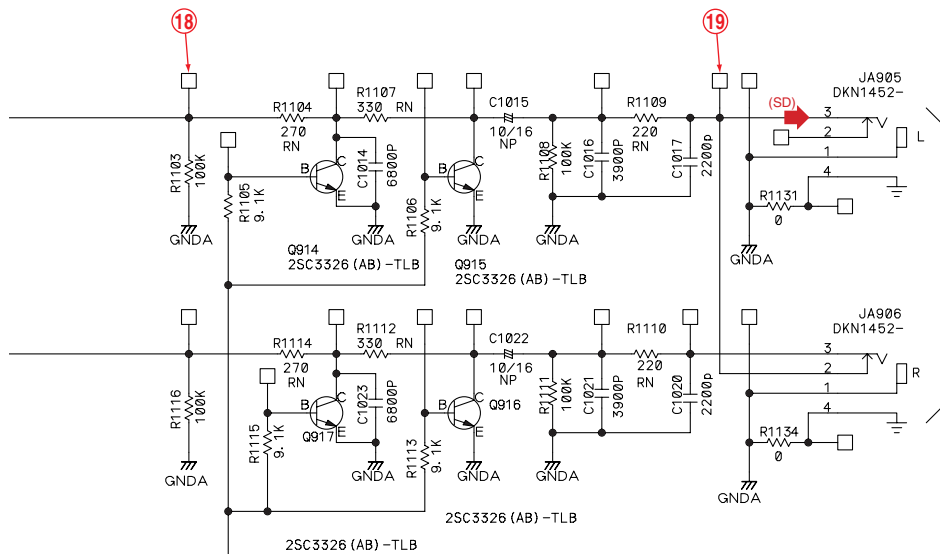 18
19
JA905
DKN1452-
R1107
330 RN
R1104
270
RN
C1015
10/16
NP
R1109
220
RN
(SD)
3
2
1
4
L
R1103
100K
R1105
9.1K
B
C
E
C1014
6800P
R1106
9.1K
B
C
E
R1108
100K
C1016
3900P
C1017
2200p
R1131
0
GNDA
GNDA
GNDA
GNDA
GNDA
Q914
2SC3326(AB)-TLB
Q915
2SC3326(AB)-TLB
JA906
DKN1452-
R1112
330 RN
R1114
270
RN
C1022
10/16
NP
R1110
220
RN
3
2
1
4
R
R1116
100K
R1115
9.1K
B
C
E
Q917
C1023
6800P
R1113
9.1K
B
C
E
Q916
R1111
100K
C1021
3900P
C1020
2200p
R1134
0
GNDA
GNDA
GNDA
GNDA
GNDA
2SC3326(AB)-TLB
2SC3326(AB)-TLB